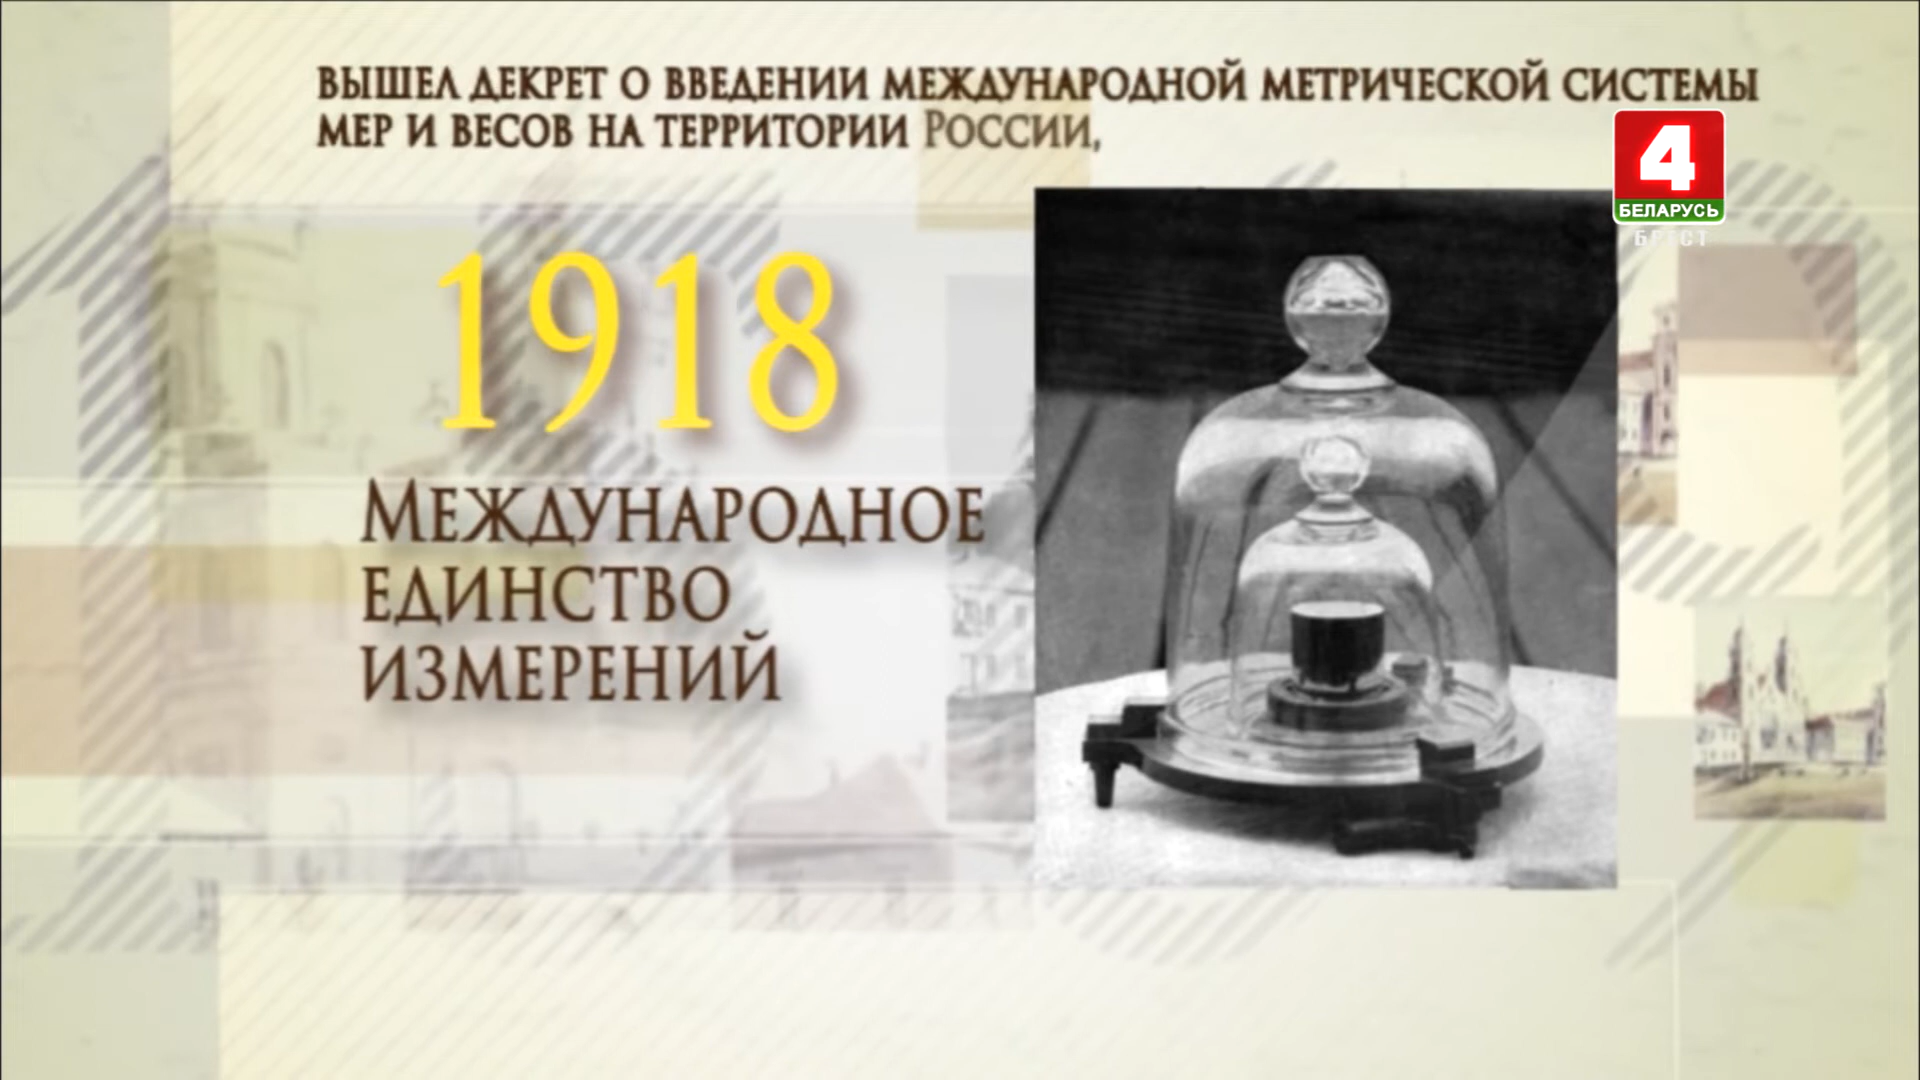 ВЫШЕЛ ДЕКРЕТ О ВВЕДЕНИИ МЕЖДУНАРОДНОЙ МЕТРИЧЕСКОЙ СИСТЕМЫ
МЕР И ВЕСОВ НА ТЕРРИТОРИИ РОССИИ,
4
БЕЛАРУСЬ
БРЕСТ
1918
МЕЖДУНАРОДНОЕ
ЕДИНСТВО
ИЗМЕРЕНИЙ